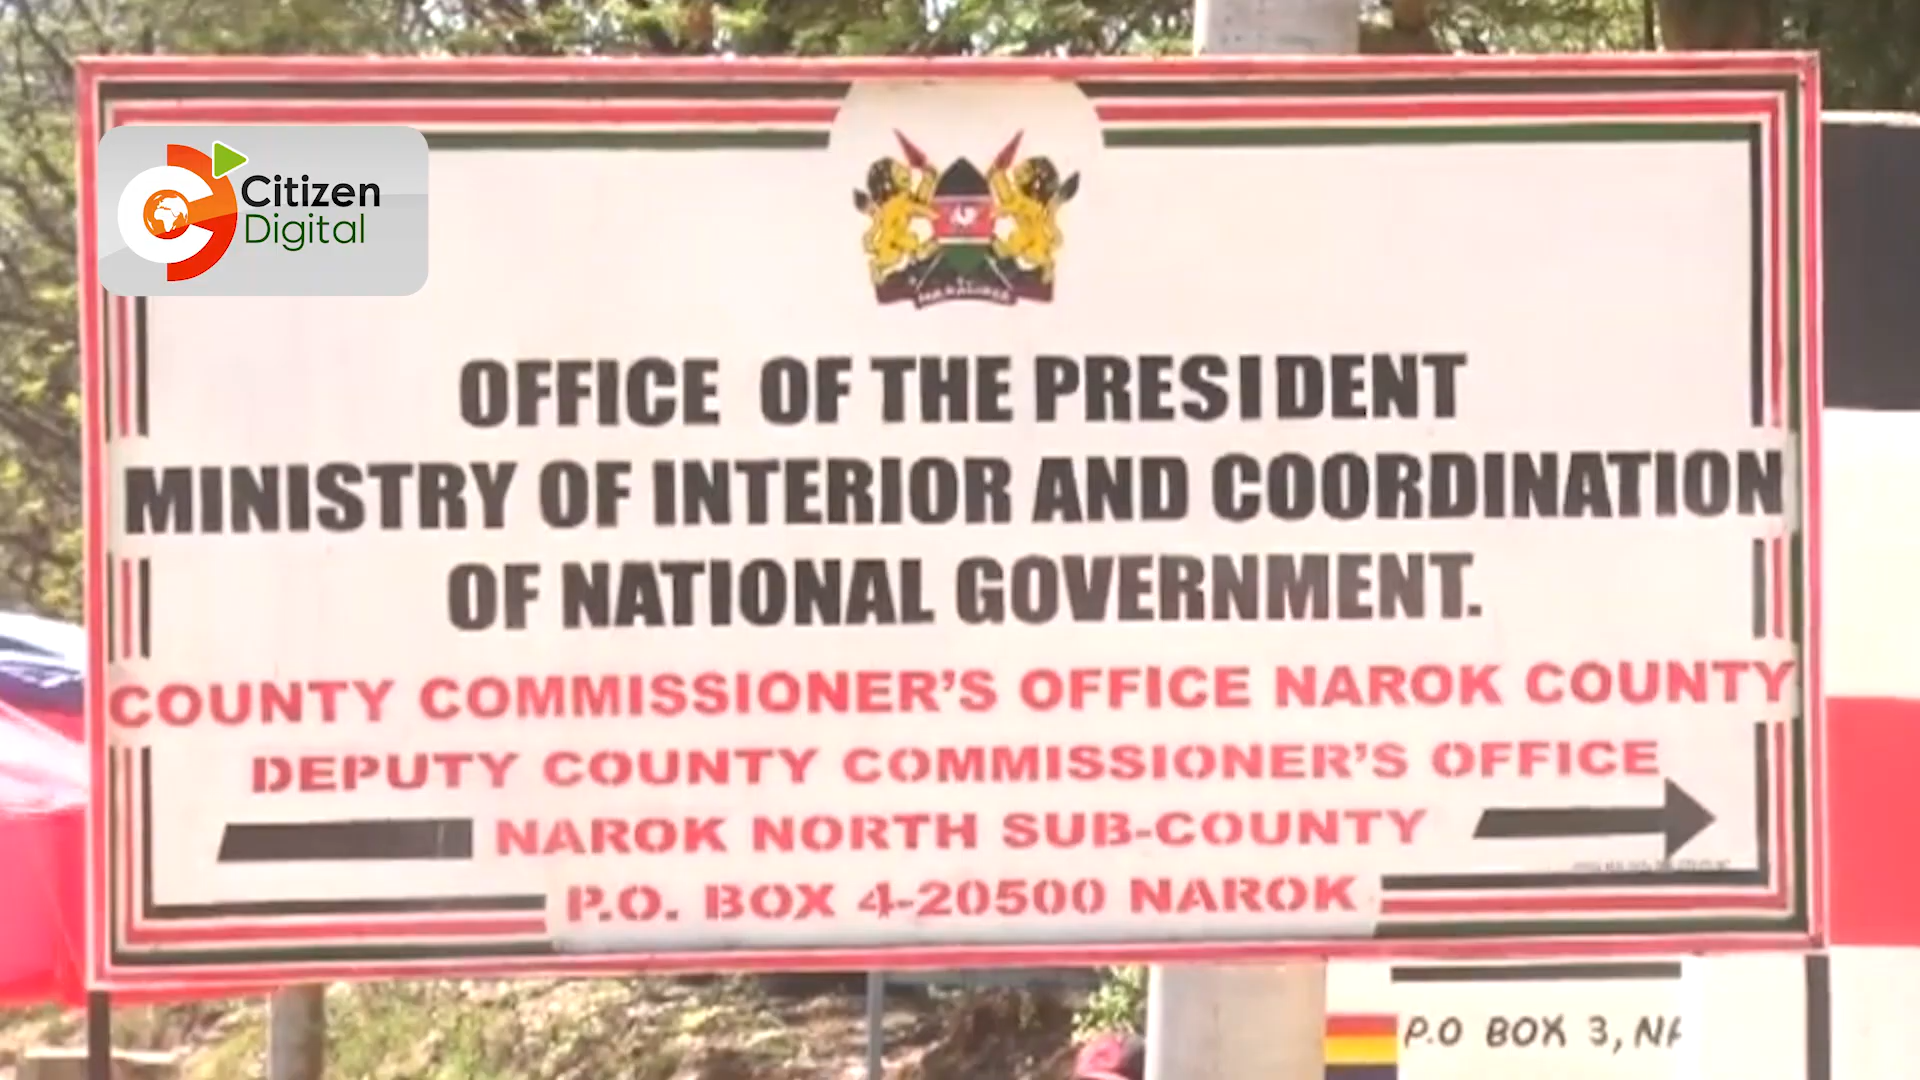 Citizen
Digital
OFFICE OF THE PRESIDENT
MINISTRY OF INTERIOR AND COORDINATION
OF NATIONAL GOVERNMENT.
COUNTY COMMISSIONER'S OFFICE NAROK COUNTY
DEPUTY COUNTY COMMISSIONER'S OFFICE
NAROK NORTH SUB-COUNTY
P.O. BOX 4-20500 NAROK
P.O BOX 3, NA